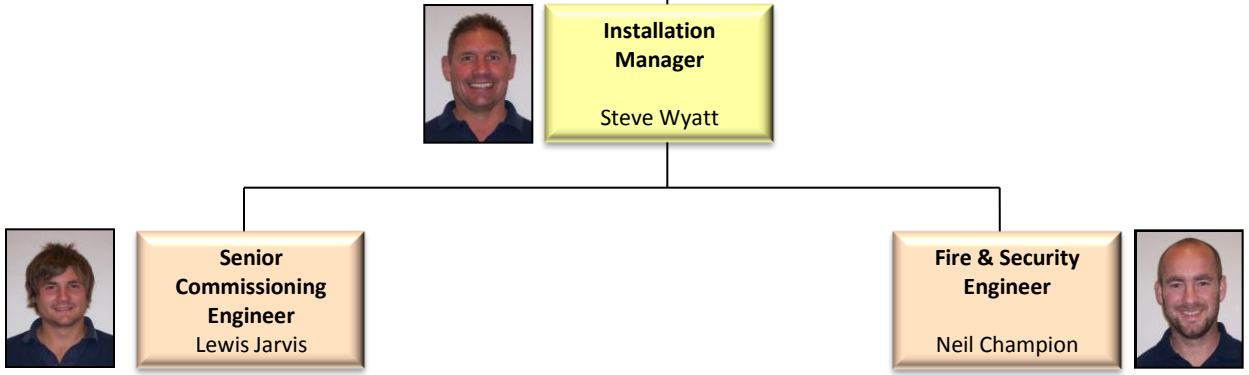 Installation
Manager
Steve Wyatt
Senior
Commissioning
Engineer
Lewis Jarvis
Fire & Security
Engineer
Neil Champion